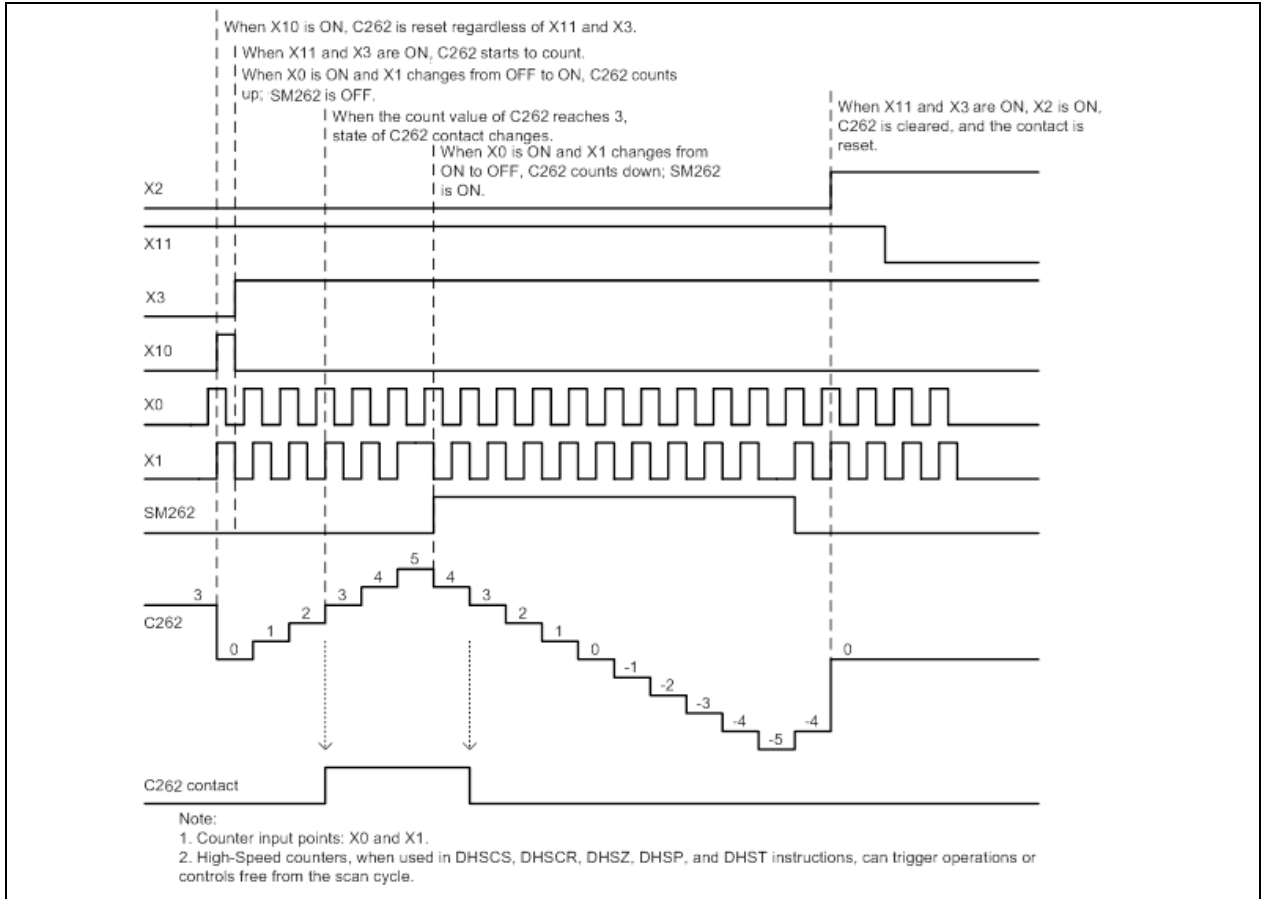 When X10 is ON, C262 is reset regardless of X11 and X3.
When X11 and X3 are ON, C262 starts to count.
When X0 is ON and X1 changes from OFF to ON, C262 counts
up; SM262 is OFF.
When the count value of C262 reaches 3,
state of C262 contact changes.
When X0 is ON and X1 changes from
ON to OFF, C262 counts down; SM262
is ON.
When X11 and X3 are ON, X2 is ON,
C262 is cleared, and the contact is
reset.
X2
X11
X3
X10
X0
X1
SM262
C262
3
0
1
2
3
4
5
4
3
2
1
0
-1
-2
-3
-4
-5
-4
0
C262 contact
Note:
1. Counter input points: X0 and X1.
2. High-Speed counters, when used in DHSCS, DHSCR, DHSZ, DHSP, and DHST instructions, can trigger operations or
controls free from the scan cycle.